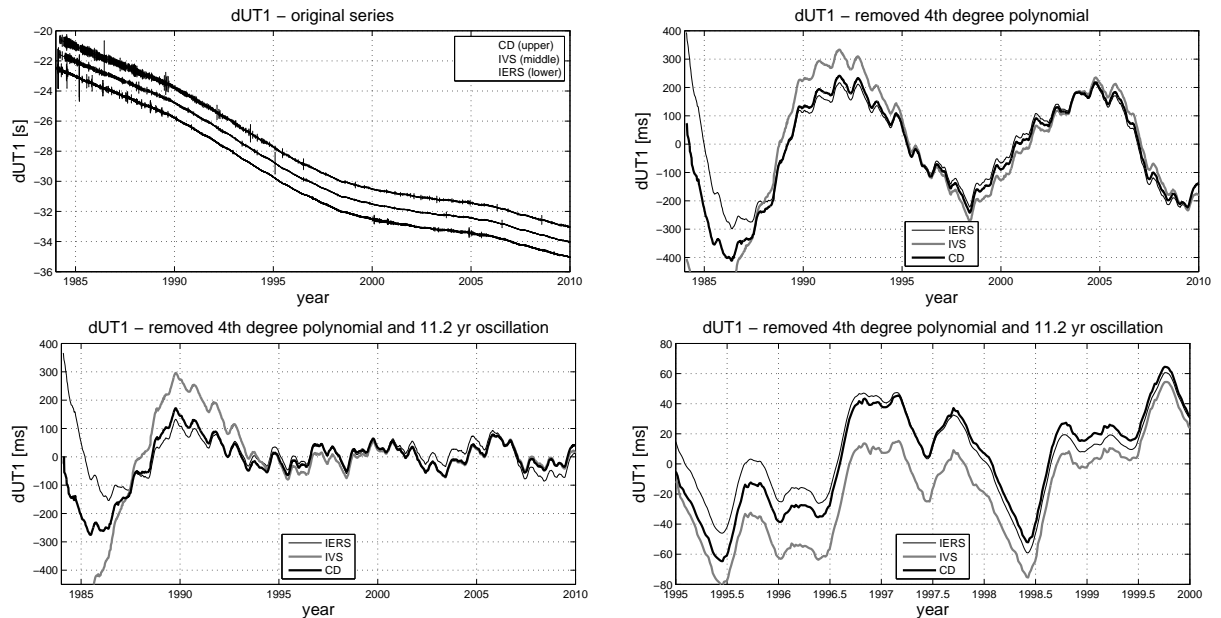 dUT1 – original series
CD (upper)
IVS (middle)
IERS (lower)
−20
−22
−24
−26
−28
−30
−32
−34
−36
dUT1 [s]
1985 1990 1995 2000 2005 2010
year
dUT1 – removed 4th degree polynomial
400
300
200
100
0
−100
−200
−300
−400
dUT1 [ms]
IERS
IVS
CD
1985 1990 1995 2000 2005 2010
year
dUT1 – removed 4th degree polynomial and 11.2 yr oscillation
400
300
200
100
0
−100
−200
−300
−400
dUT1 [ms]
IERS
IVS
CD
1985 1990 1995 2000 2005 2010
year
dUT1 – removed 4th degree polynomial and 11.2 yr oscillation
80
60
40
20
0
−20
−40
−60
−80
dUT1 [ms]
IERS
IVS
CD
1995 1995.5 1996 1996.5 1997 1997.5 1998 1998.5 1999 1999.5 2000
year